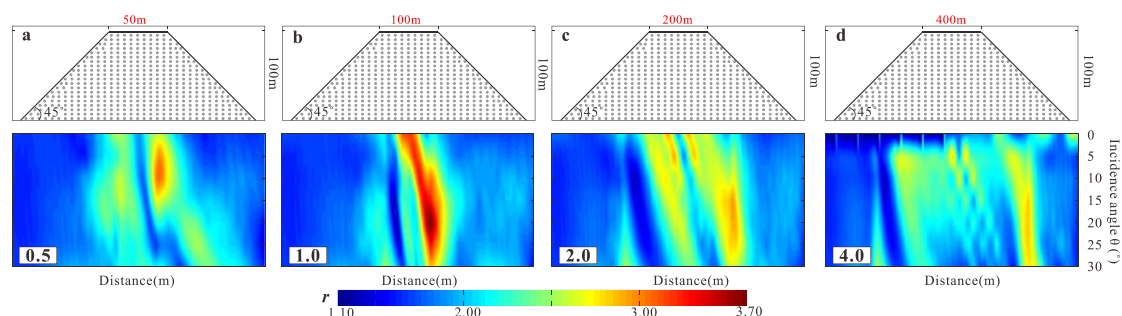 50m 100m 200m 400m
a b c d
100m 100m 100m 100m
45° 45° 45° 45°
0
5
10
15
20
25
30
Incidence angle θ (°)
0.5 1.0 2.0 4.0
Distance(m) Distance(m) Distance(m) Distance(m)
r
1.10 2.00 3.00 3.70